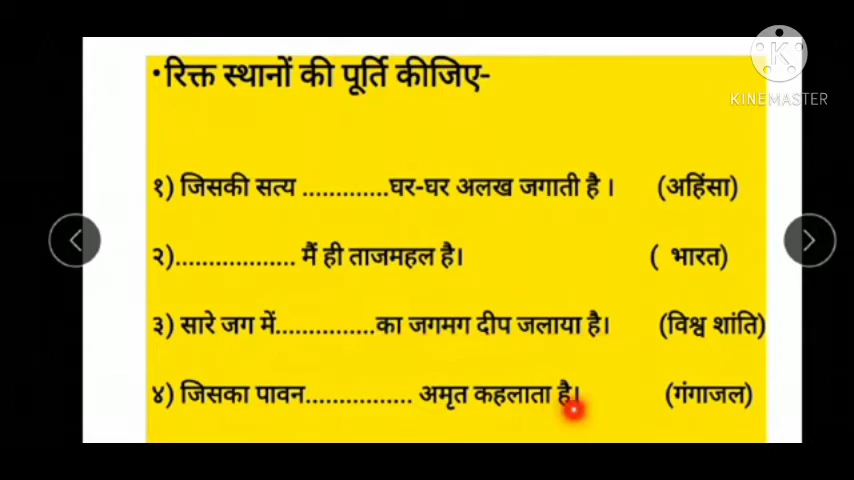 •रिक्त स्थानों की पूर्ति कीजिए-
K
KINEMASTER
१) जिसकी सत्य .............घर-घर अलख जगाती है । (अहिंसा)
२).................. मैं ही ताजमहल है। ( भारत)
३) सारे जग में...............का जगमग दीप जलाया है। (विश्व शांति)
४) जिसका पावन................ अमृत कहलाता है। (गंगाजल)